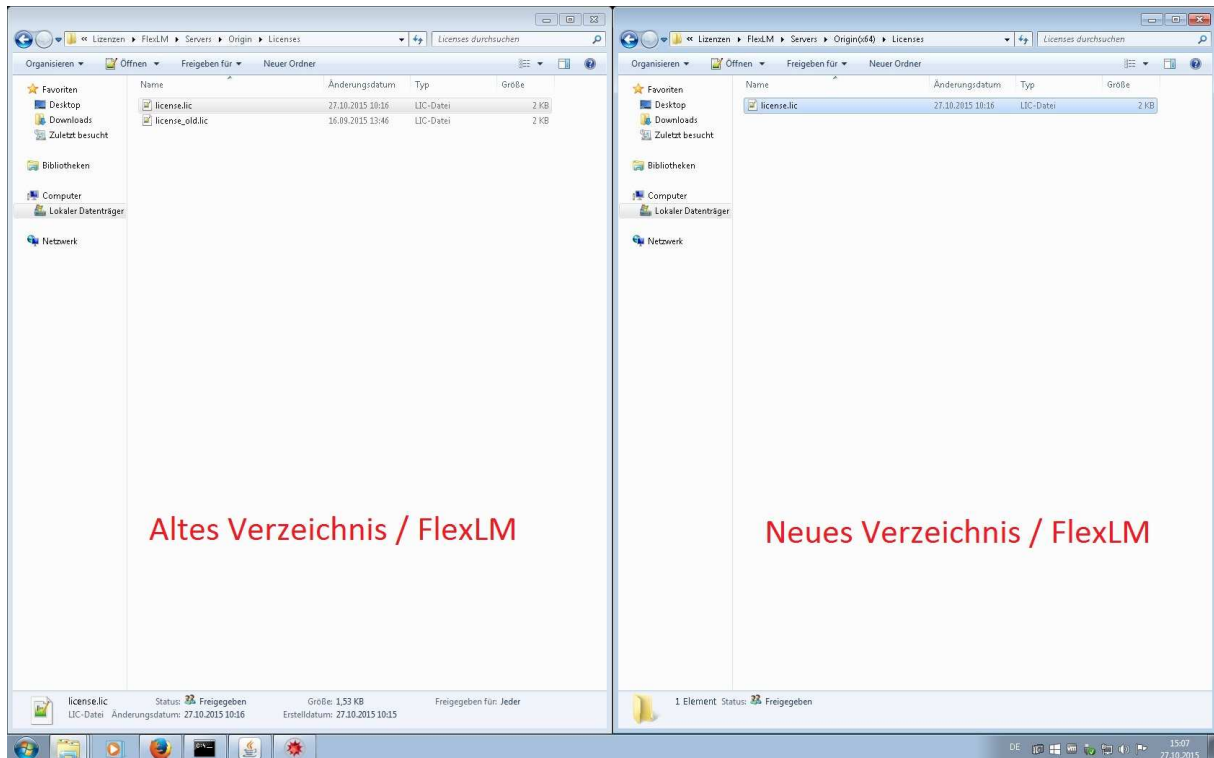 « Lizenzen ▸ FlexLM ▸ Servers ▸ Origin ▸ Licenses
Licenses durchsuchen
Organisieren
Öffnen
Freigeben für
Neuer Ordner
Favoriten
Desktop
Downloads
Zuletzt besucht
Bibliotheken
Computer
Lokaler Datenträger
Netzwerk
Name Änderungsdatum Typ Größe
license.lic 27.10.2015 10:16 LIC-Datei 2 KB
license_old.lic 16.09.2015 13:46 LIC-Datei 2 KB
Altes Verzeichnis / FlexLM
license.lic Status: Freigegeben Größe: 1,53 KB Freigegeben für: Jeder
LIC-Datei Änderungsdatum: 27.10.2015 10:16 Erstelldatum: 27.10.2015 10:15
« Lizenzen ▸ FlexLM ▸ Servers ▸ Origin(x64) ▸ Licenses
Licenses durchsuchen
Organisieren
Öffnen
Freigeben für
Neuer Ordner
Favoriten
Desktop
Downloads
Zuletzt besucht
Bibliotheken
Computer
Lokaler Datenträger
Netzwerk
Name Änderungsdatum Typ Größe
license.lic 27.10.2015 10:16 LIC-Datei 2 KB
Neues Verzeichnis / FlexLM
1 Element Status: Freigegeben
DE
15:07
27.10.2015